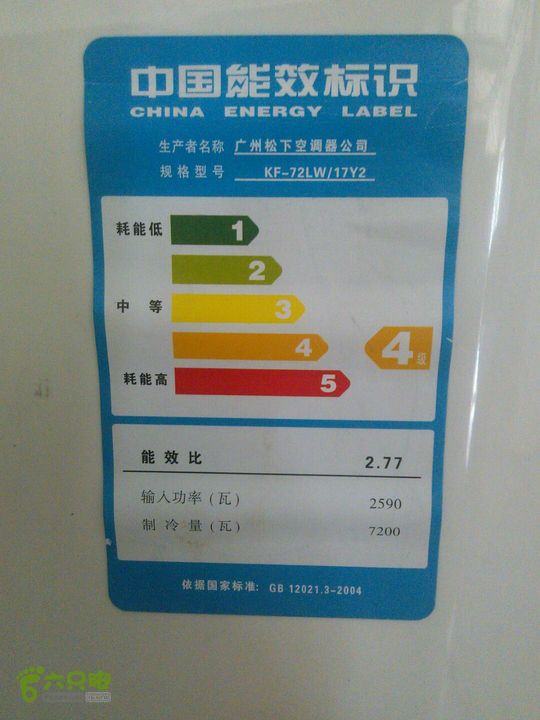 中国能效标识
CHINA ENERGY LABEL
生产者名称 广州松下空调器公司
规格型号 KF-72LW/17Y2
耗能低 1
2
中等 3
4 4级
耗能高 5
能效比 2.77
输入功率(瓦) 2590
制冷量(瓦) 7200
依据国家标准: GB 12021.3-2004
六只脚